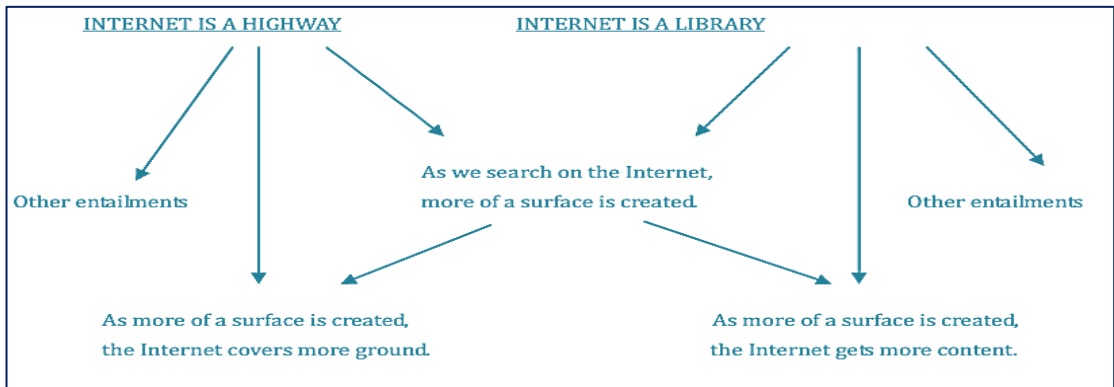 INTERNET IS A HIGHWAY
INTERNET IS A LIBRARY
As we search on the Internet,
more of a surface is created.
Other entailments
Other entailments
As more of a surface is created,
the Internet covers more ground.
As more of a surface is created,
the Internet gets more content.